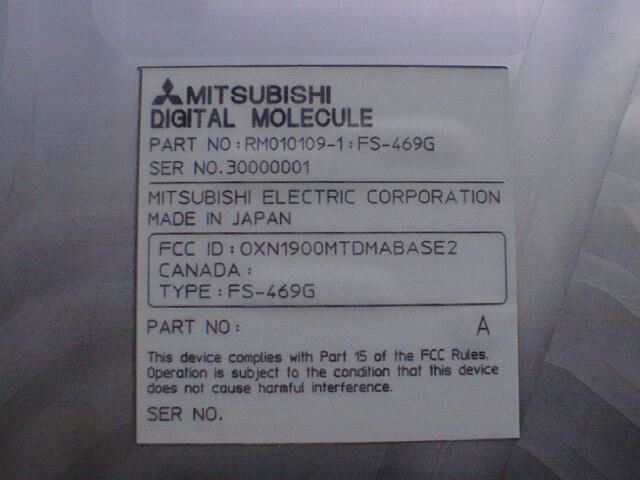 MITSUBISHI
DIGITAL MOLECULE
PART NO:RM010109-1:FS-469G
SER NO.30000001
MITSUBISHI ELECTRIC CORPORATION
MADE IN JAPAN
FCC ID:OXN1900MTDMABASE2
CANADA:
TYPE:FS-469G
PART NO: A
This device complies with Part 15 of the FCC Rules.
Operation is subject to the condition that this device
does not cause harmful interference.
SER NO.